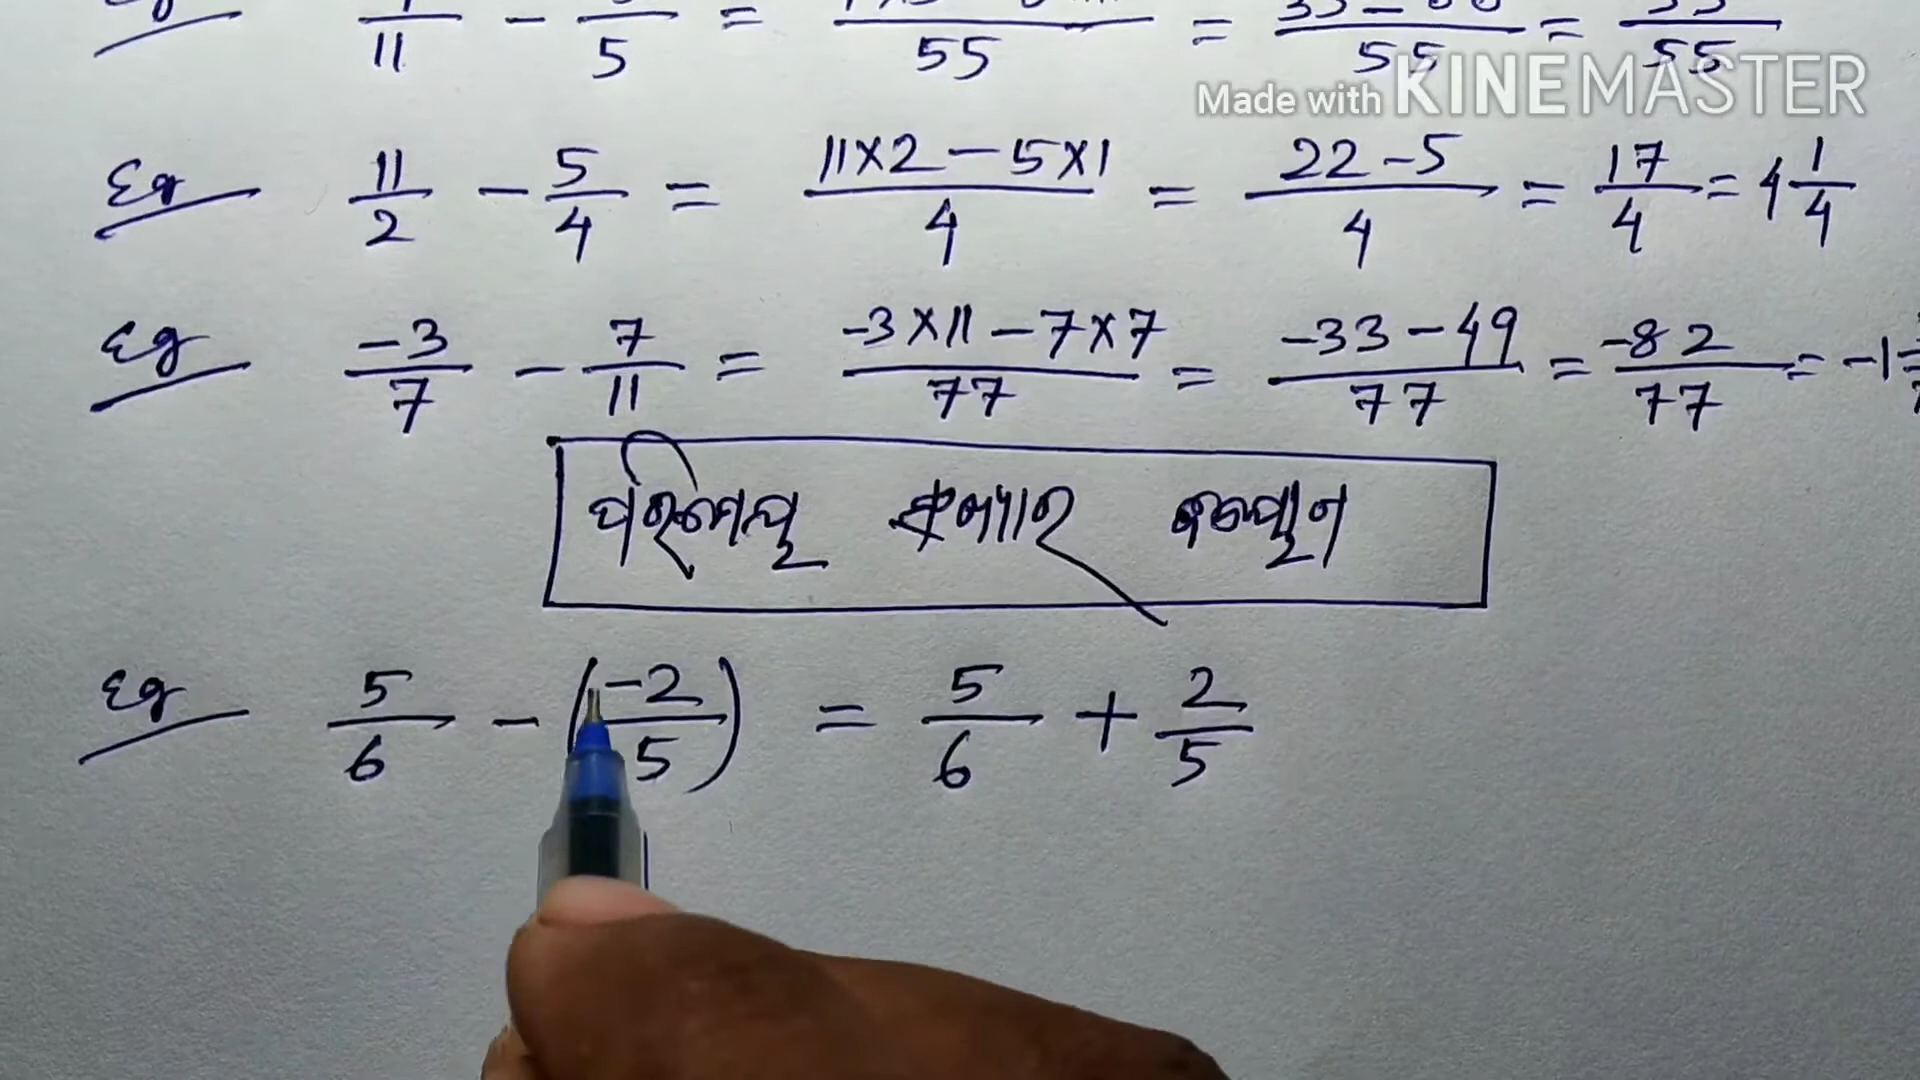 Eg 11/2 - 5/4 = (11×2 - 5×1)/4 = (22-5)/4 = 17/4 = 4 1/4
Eg -3/7 - 7/11 = (-3×11 - 7×7)/77 = (-33-49)/77 = -82/77 = -1
ପରିମେୟ ସଂଖ୍ୟାର ବିୟୋଗ
Eg 5/6 - (-2/5) = 5/6 + 2/5
Made with KINEMASTER